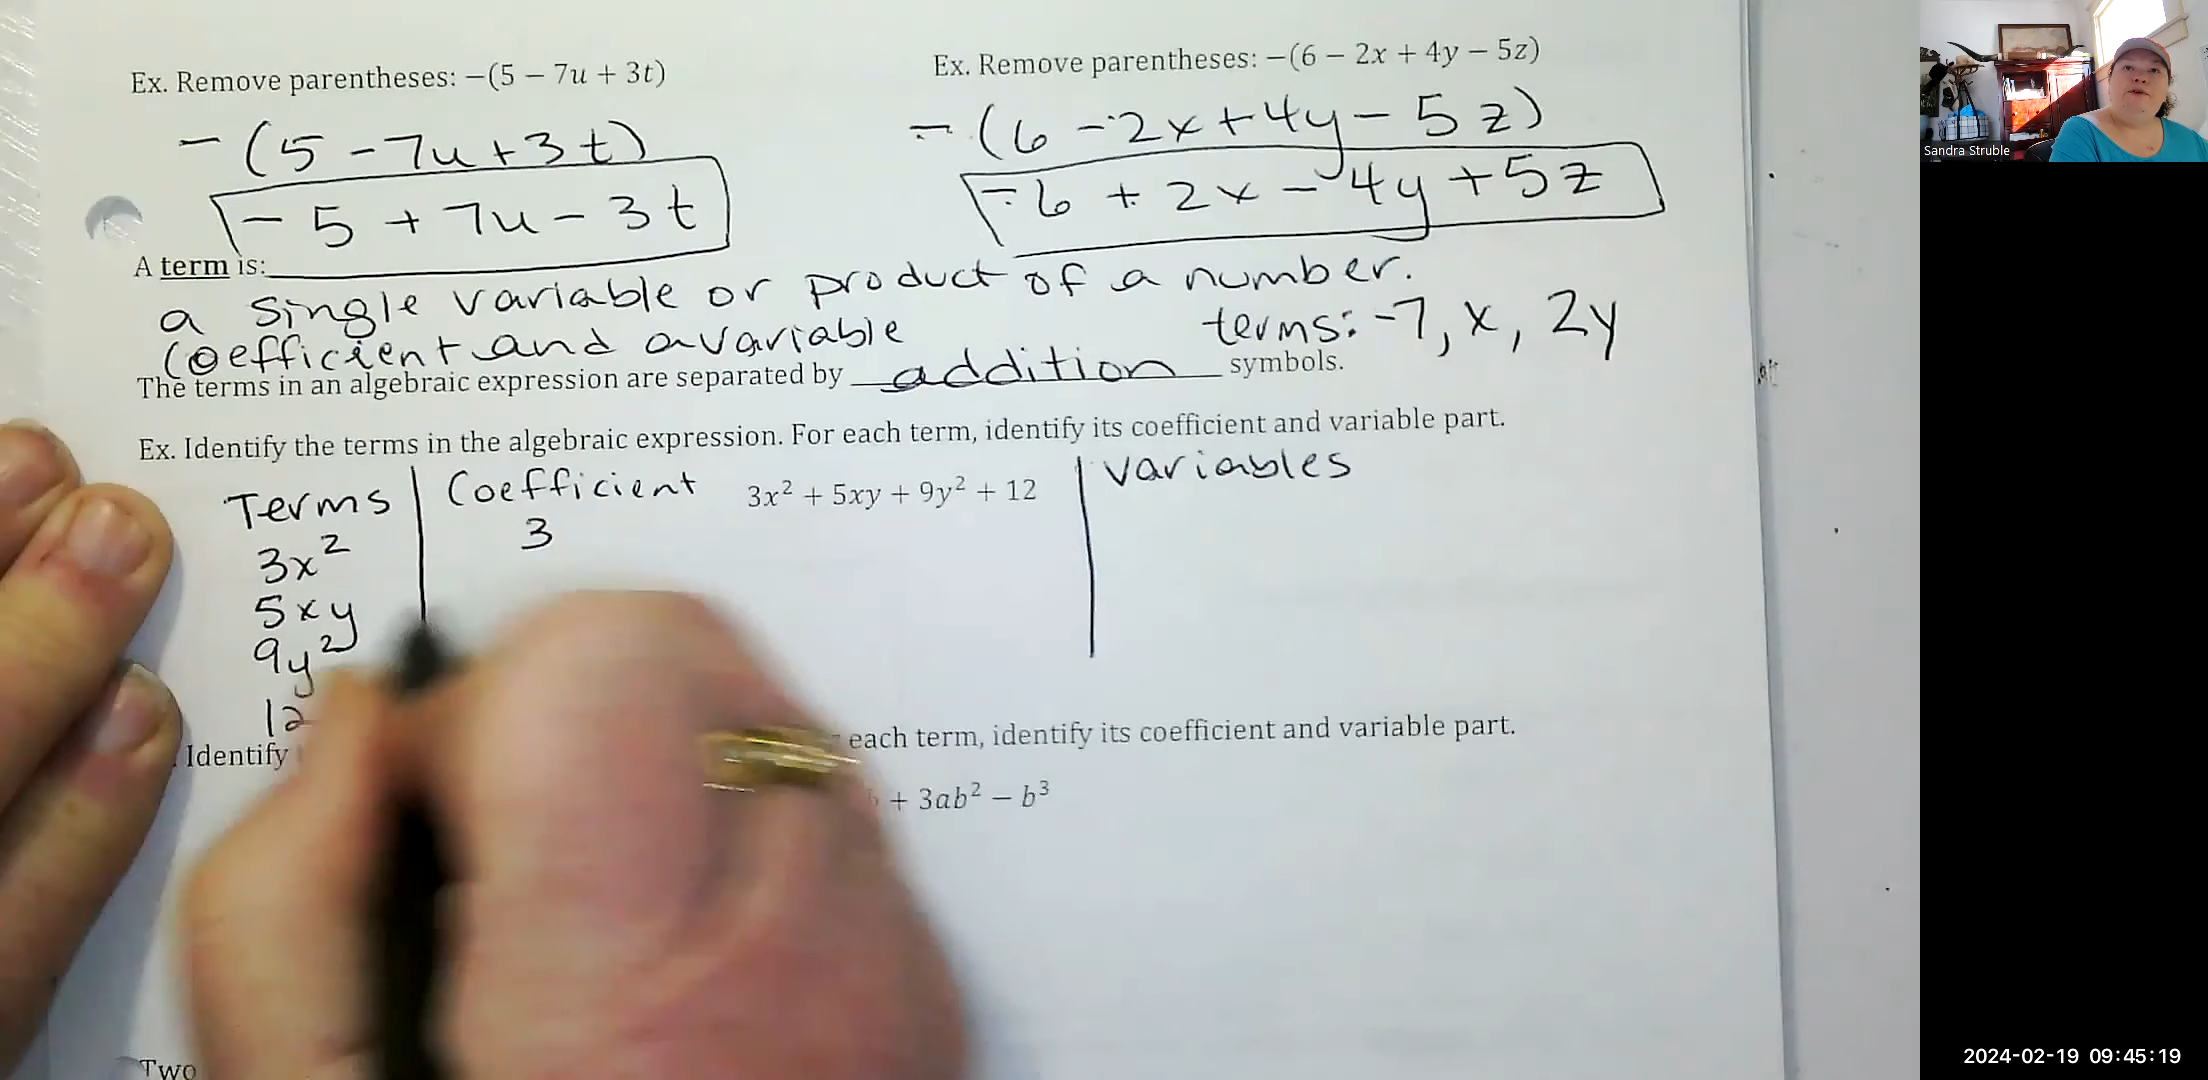 Ex. Remove parentheses: −(5 − 7u + 3t)
Ex. Remove parentheses: −(6 − 2x + 4y − 5z)
− (5 − 7u + 3t)
− (6 − 2x + 4y − 5z)
− 5 + 7u − 3t
−6 + 2x − 4y + 5z
A term is:
a single variable or product of a number.
coefficient and a variable
terms: −7, x, 2y
The terms in an algebraic expression are separated by addition symbols.
Ex. Identify the terms in the algebraic expression. For each term, identify its coefficient and variable part.
Terms Coefficient 3x² + 5xy + 9y² + 12 variables
3x² 3
5xy
9y²
12
Identify each term, identify its coefficient and variable part.
+ 3ab² − b³
Two
Sandra Struble
2024-02-19 09:45:19